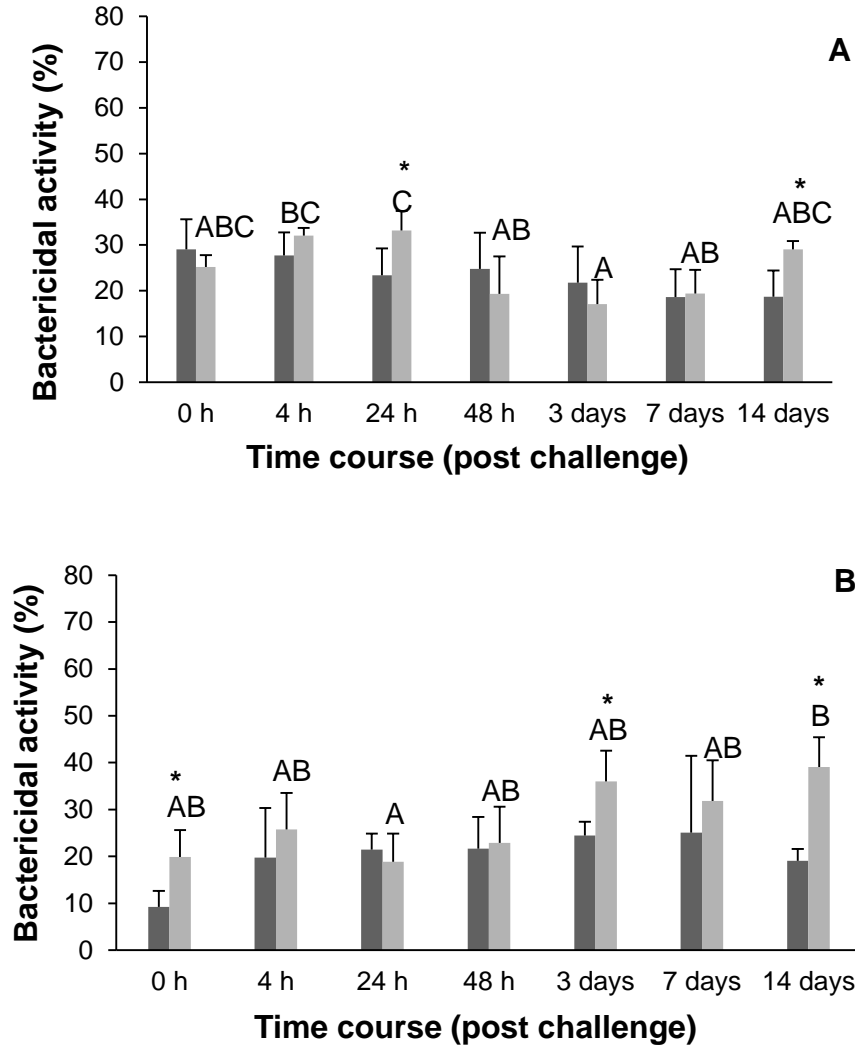 A
Bactericidal activity (%)
80
70
60
50
40
30
20
10
0
ABC
BC
*
C
AB
A
AB
*
ABC
0 h 4 h 24 h 48 h 3 days 7 days 14 days
Time course (post challenge)
B
Bactericidal activity (%)
80
70
60
50
40
30
20
10
0
*
AB
AB
A
AB
*
AB
AB
*
B
0 h 4 h 24 h 48 h 3 days 7 days 14 days
Time course (post challenge)